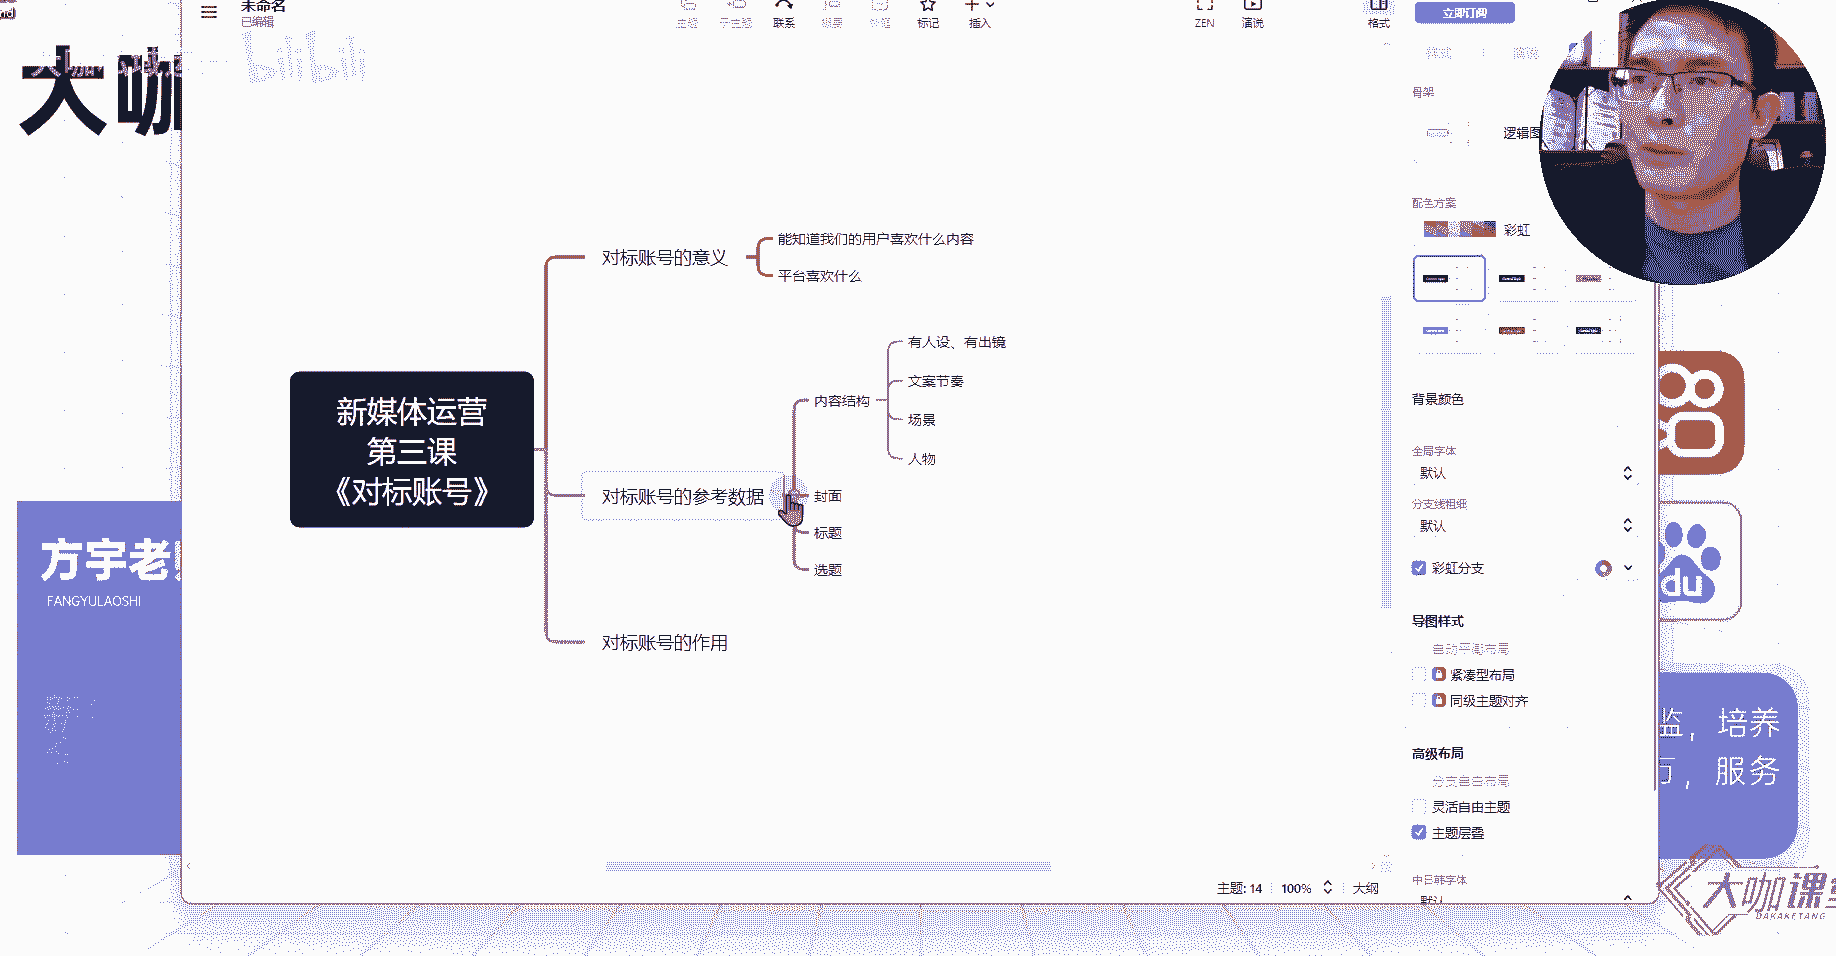 未命名
已编辑
主题
子主题
联系
概要
标记
插入
ZEN
演说
格式
立即订阅
bilibili
大咖
骨架
逻辑图
配色方案
彩虹
背景颜色
全局字体
默认
分支线粗细
默认
彩虹分支
导图样式
自动平衡布局
紧凑型布局
同级主题对齐
高级布局
分支自由布局
灵活自由主题
主题层叠
中日韩字体
默认
新媒体运营
第三课
《对标账号》
对标账号的意义
能知道我们的用户喜欢什么内容
平台喜欢什么
对标账号的参考数据
内容结构
有人设、有出镜
文案节奏
场景
人物
封面
标题
选题
对标账号的作用
方宇老
FANGYULAOSHI
du
监，培养
万，服务
主题: 14
100%
大纲
大咖课堂
DAKAKETANG